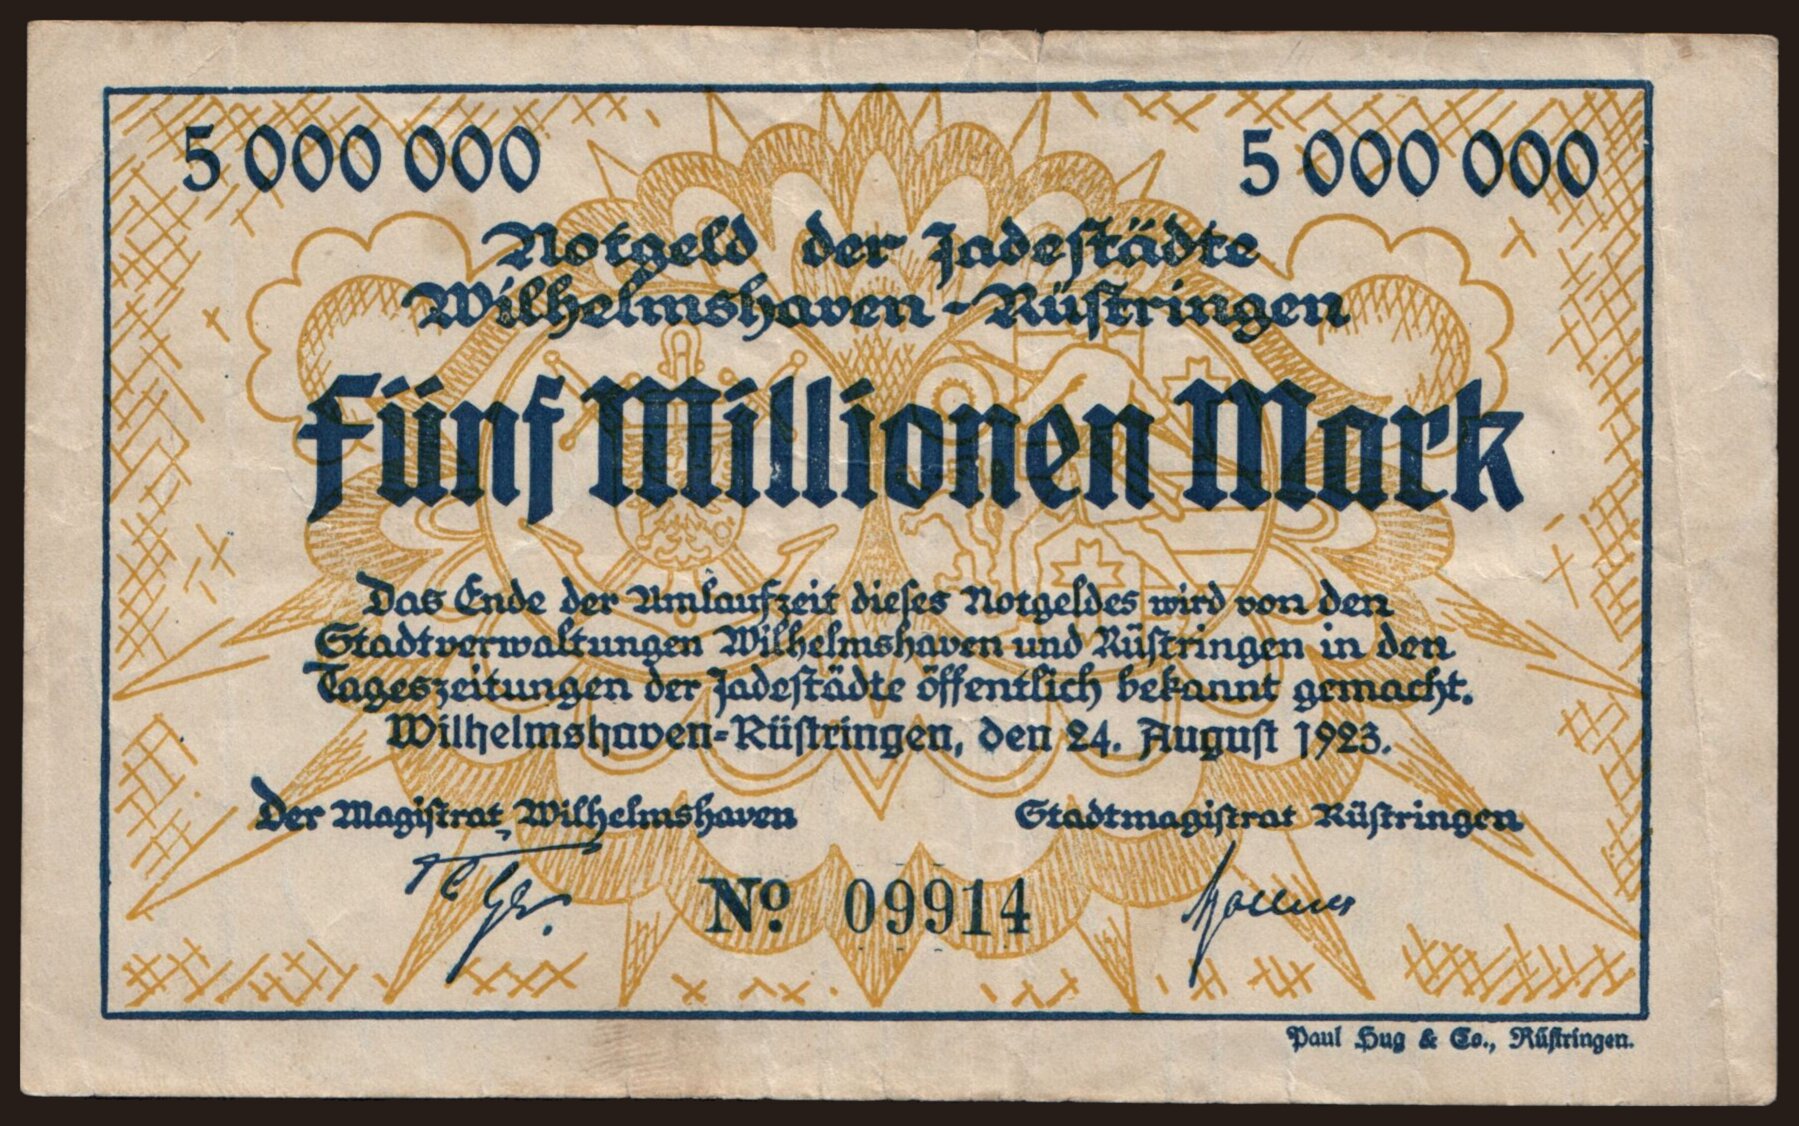 5 000 000 5 000 000
Notgeld der Jadestädte
Wilhelmshaven-Rüstringen
Fünf Millionen Mark
Das Ende der Umlaufzeit dieses Notgeldes wird von den
Stadtverwaltungen Wilhelmshaven und Rüstringen in den
Tageszeitungen der Jadestädte öffentlich bekannt gemacht.
Wilhelmshaven-Rüstringen, den 24. August 1923.
Der Magistrat Wilhelmshaven Stadtmagistrat Rüstringen
No 09914
Paul Hug & Co., Rüstringen.